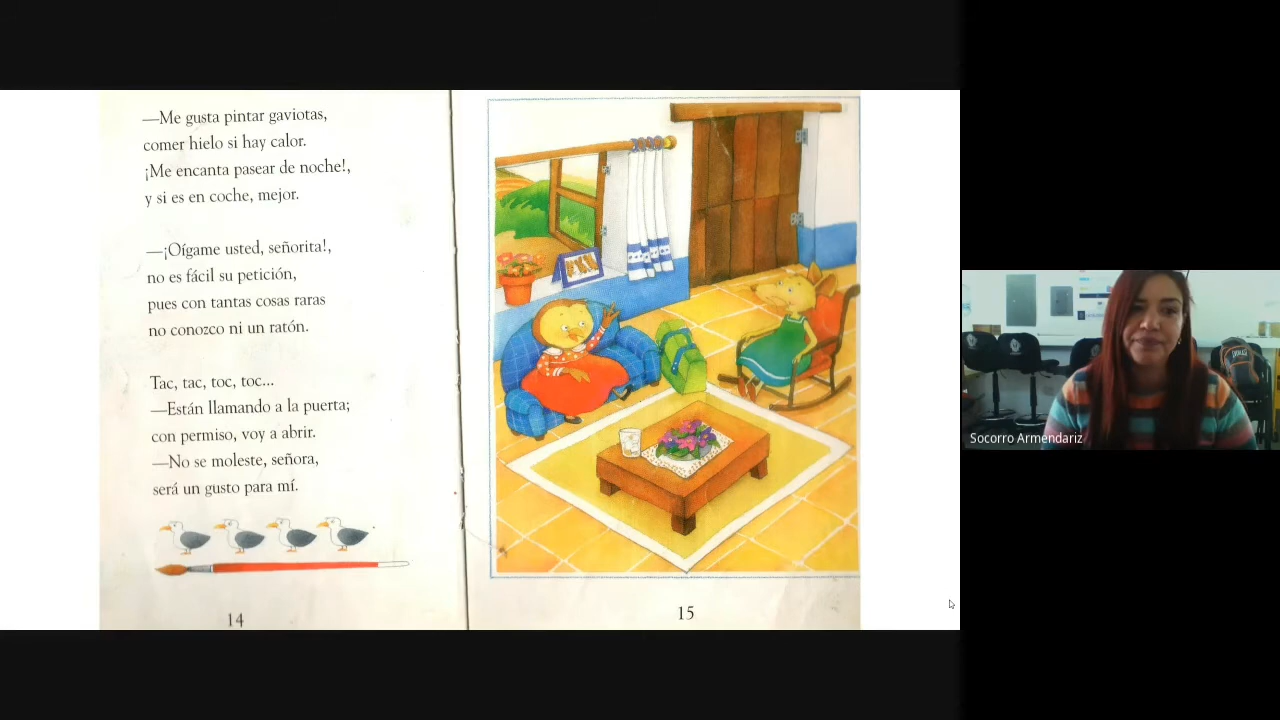 —Me gusta pintar gaviotas,
comer hielo si hay calor.
¡Me encanta pasear de noche!,
y si es en coche, mejor.
—¡Oígame usted, señorita!,
no es fácil su petición,
pues con tantas cosas raras
no conozco ni un ratón.
Tac, tac, toc, toc...
—Están llamando a la puerta;
con permiso, voy a abrir.
—No se moleste, señora,
será un gusto para mí.
14
15
Socorro Armendariz